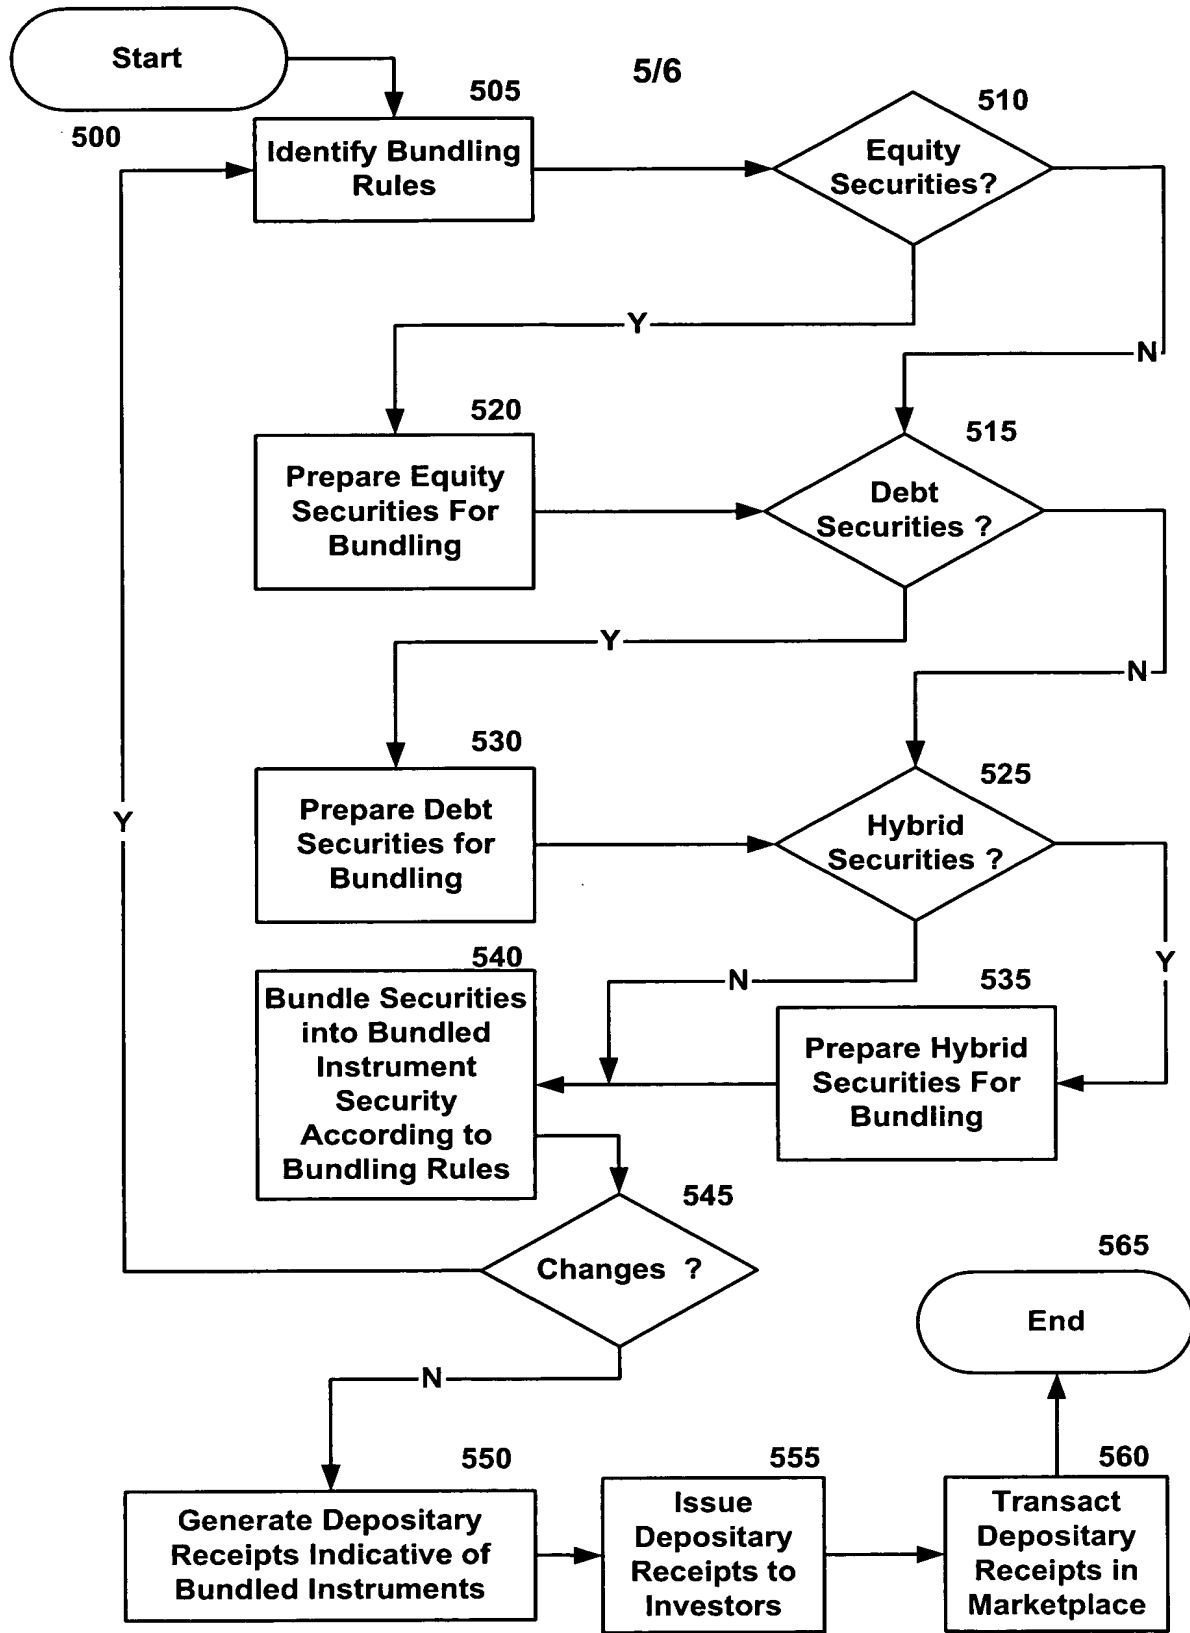 Start
5/6
505
510
500
Identify Bundling
Rules
Equity
Securities?
Y
N
520
515
Prepare Equity
Securities For
Bundling
Debt
Securities ?
Y
N
530
525
Prepare Debt
Securities for
Bundling
Hybrid
Securities ?
Y
540
N
Y
535
Bundle Securities
into Bundled
Instrument
Security
According to
Bundling Rules
Prepare Hybrid
Securities For
Bundling
545
Changes ?
565
End
N
550
555
560
Generate Depositary
Receipts Indicative of
Bundled Instruments
Issue
Depositary
Receipts to
Investors
Transact
Depositary
Receipts in
Marketplace